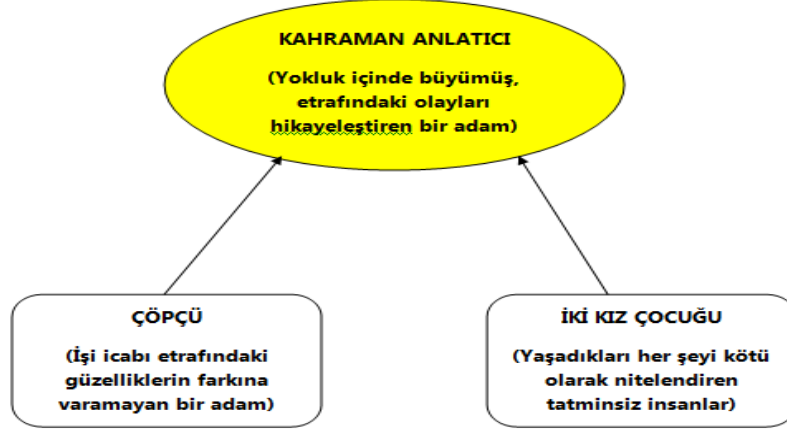 KAHRAMAN ANLATICI
(Yokluk içinde büyümüş,
etrafındaki olayları
hikayeleştiren bir adam)
ÇÖPÇÜ
(İşi icabı etrafındaki
güzelliklerin farkına
varamayan bir adam)
İKİ KIZ ÇOCUĞU
(Yaşadıkları her şeyi kötü
olarak nitelendiren
tatminsiz insanlar)